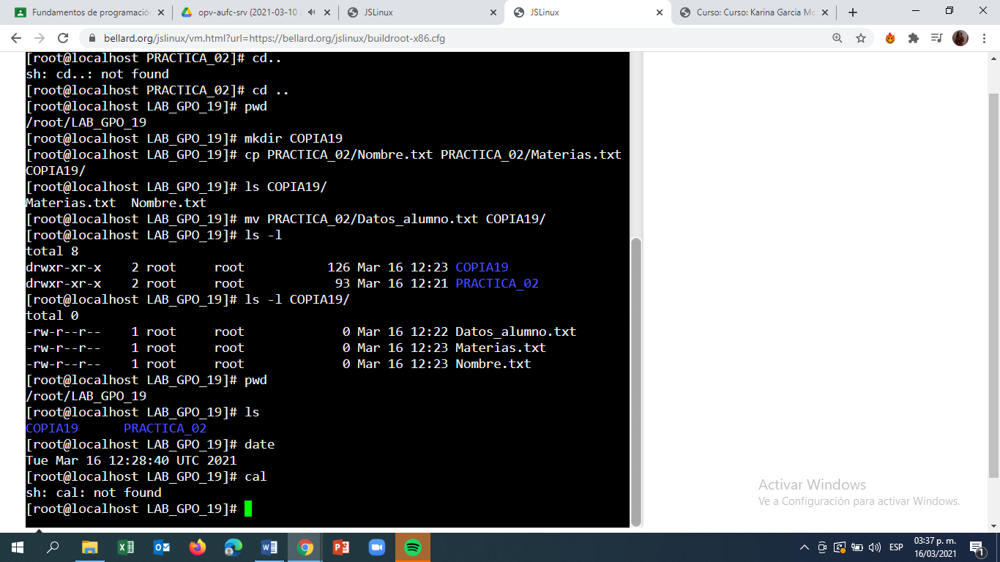 Fundamentos de programació
opv-aufc-srv (2021-03-10
JSLinux
JSLinux
Curso: Curso: Karina Garcia Mo
bellard.org/jslinux/vm.html?url=https://bellard.org/jslinux/buildroot-x86.cfg
[root@localhost PRACTICA_02]# cd..
sh: cd..: not found
[root@localhost PRACTICA_02]# cd ..
[root@localhost LAB_GPO_19]# pwd
/root/LAB_GPO_19
[root@localhost LAB_GPO_19]# mkdir COPIA19
[root@localhost LAB_GPO_19]# cp PRACTICA_02/Nombre.txt PRACTICA_02/Materias.txt
COPIA19/
[root@localhost LAB_GPO_19]# ls COPIA19/
Materias.txt  Nombre.txt
[root@localhost LAB_GPO_19]# mv PRACTICA_02/Datos_alumno.txt COPIA19/
[root@localhost LAB_GPO_19]# ls -l
total 8
drwxr-xr-x    2 root     root           126 Mar 16 12:23 COPIA19
drwxr-xr-x    2 root     root            93 Mar 16 12:21 PRACTICA_02
[root@localhost LAB_GPO_19]# ls -l COPIA19/
total 0
-rw-r--r--    1 root     root             0 Mar 16 12:22 Datos_alumno.txt
-rw-r--r--    1 root     root             0 Mar 16 12:23 Materias.txt
-rw-r--r--    1 root     root             0 Mar 16 12:23 Nombre.txt
[root@localhost LAB_GPO_19]# pwd
/root/LAB_GPO_19
[root@localhost LAB_GPO_19]# ls
COPIA19      PRACTICA_02
[root@localhost LAB_GPO_19]# date
Tue Mar 16 12:28:40 UTC 2021
[root@localhost LAB_GPO_19]# cal
sh: cal: not found
[root@localhost LAB_GPO_19]#
Activar Windows
Ve a Configuración para activar Windows.
ESP
03:37 p. m.
16/03/2021
1